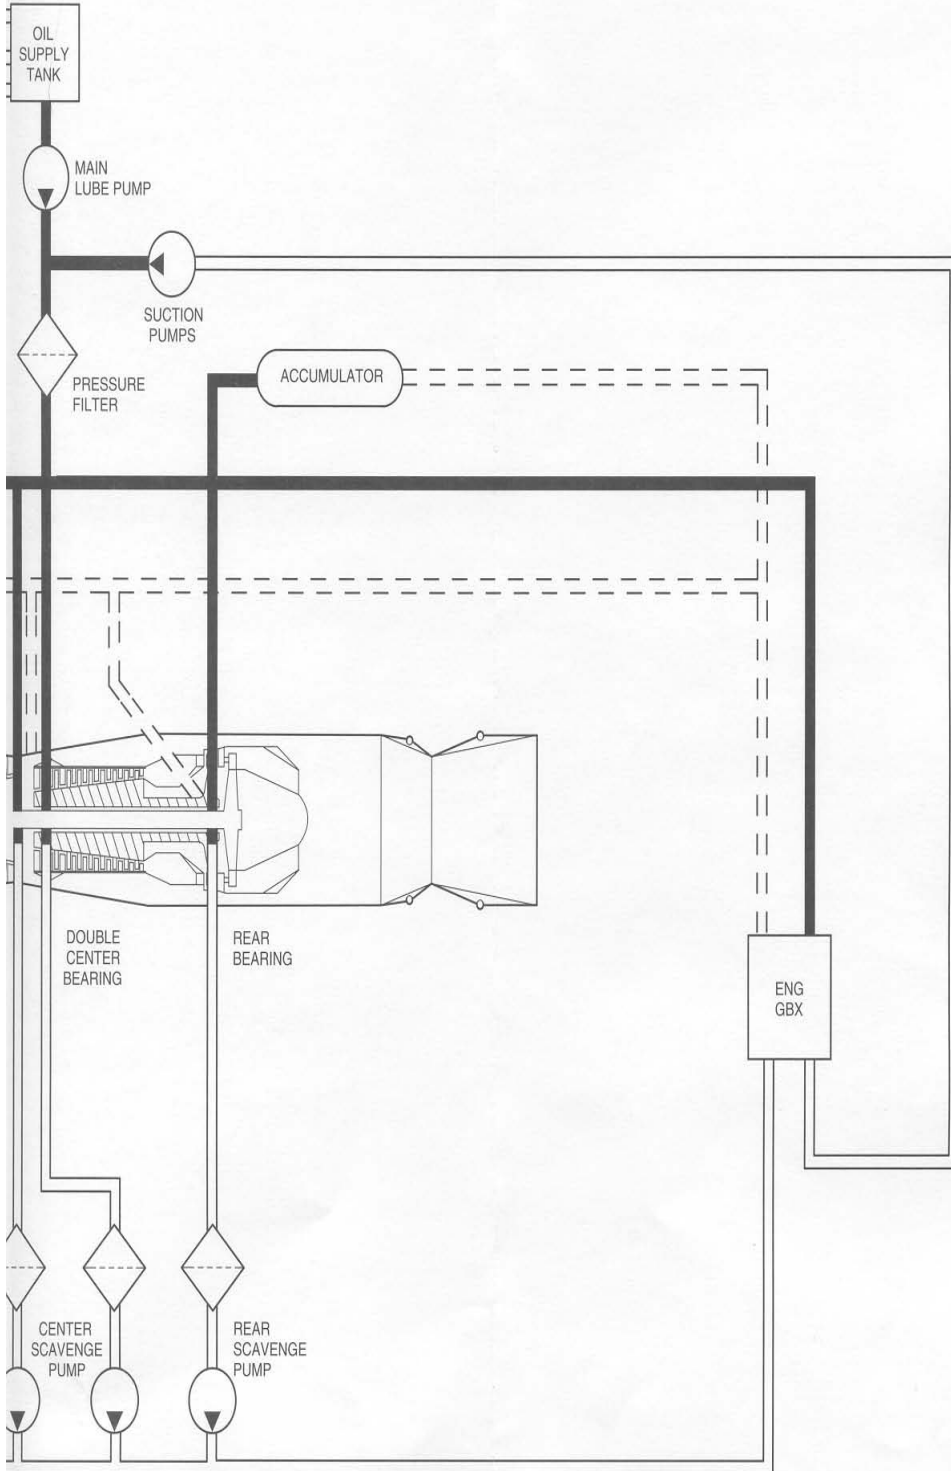 OIL
SUPPLY
TANK
MAIN
LUBE PUMP
SUCTION
PUMPS
ACCUMULATOR
PRESSURE
FILTER
DOUBLE
CENTER
BEARING
REAR
BEARING
ENG
GBX
CENTER
SCAVENGE
PUMP
REAR
SCAVENGE
PUMP